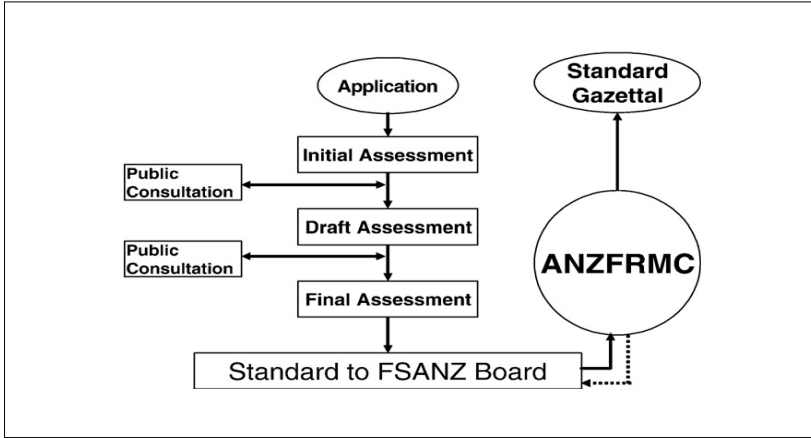 Application
Initial Assessment
Public
Consultation
Draft Assessment
Public
Consultation
Final Assessment
Standard to FSANZ Board
ANZFRMC
Standard
Gazettal